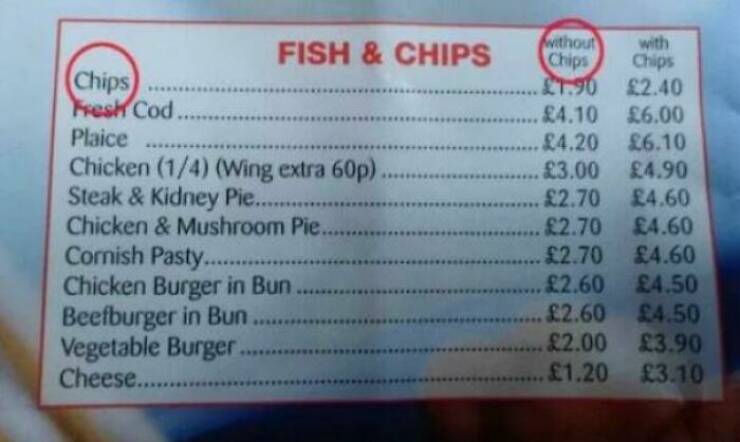 FISH & CHIPS without Chips with Chips
Chips ........ £1.90 £2.40
Fresh Cod ........ £4.10 £6.00
Plaice ........ £4.20 £6.10
Chicken (1/4) (Wing extra 60p) ........ £3.00 £4.90
Steak & Kidney Pie........ £2.70 £4.60
Chicken & Mushroom Pie........ £2.70 £4.60
Cornish Pasty........ £2.70 £4.60
Chicken Burger in Bun ........ £2.60 £4.50
Beefburger in Bun ........ £2.60 £4.50
Vegetable Burger ........ £2.00 £3.90
Cheese........ £1.20 £3.10